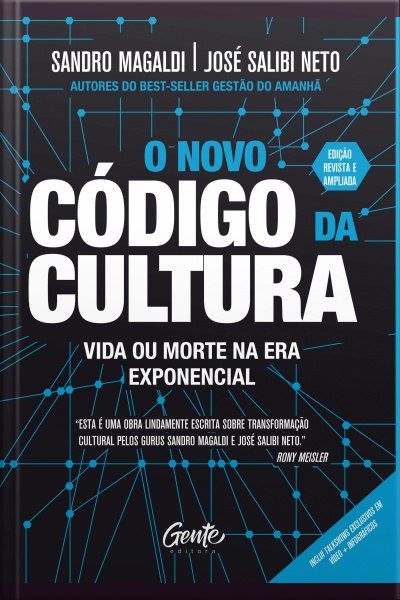 SANDRO MAGALDI | JOSÉ SALIBI NETO
AUTORES DO BEST-SELLER GESTÃO DO AMANHÃ
O NOVO
CÓDIGO DA
CULTURA
EDIÇÃO
REVISTA E
AMPLIADA
VIDA OU MORTE NA ERA
EXPONENCIAL
"ESTA É UMA OBRA LINDAMENTE ESCRITA SOBRE TRANSFORMAÇÃO
CULTURAL PELOS GURUS SANDRO MAGALDI E JOSÉ SALIBI NETO."
RONY MEISLER
INCLUI TALKSHOWS EXCLUSIVOS EM
VÍDEO + INFOGRÁFICOS
Gente
editora